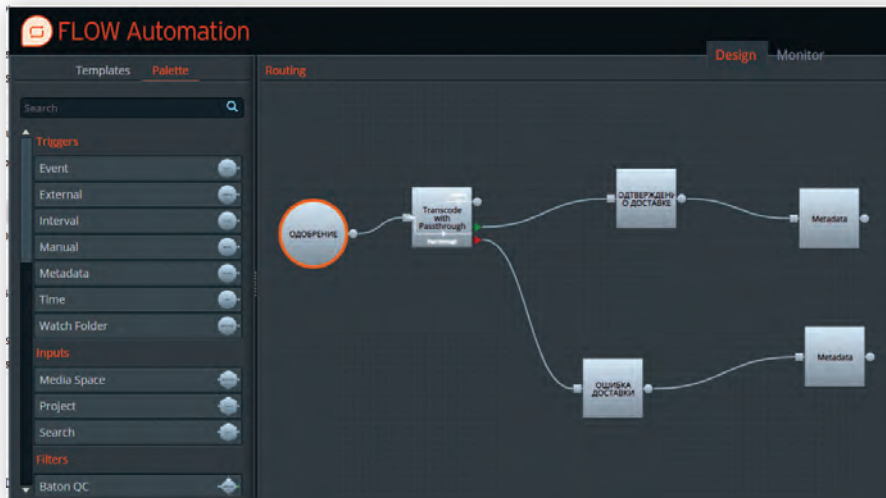 FLOW Automation
Design
Monitor
Templates
Palette
Routing
Search
Triggers
Event
External
Interval
Manual
Metadata
Time
Watch Folder
Inputs
Media Space
Project
Search
Filters
Baton QC
ОДОБРЕНИЕ
Transcode
with
Passthrough
ОДТВЕРЖДЕН
О ДОСТАВКЕ
Metadata
ОШИБКА
ДОСТАВКИ
Metadata